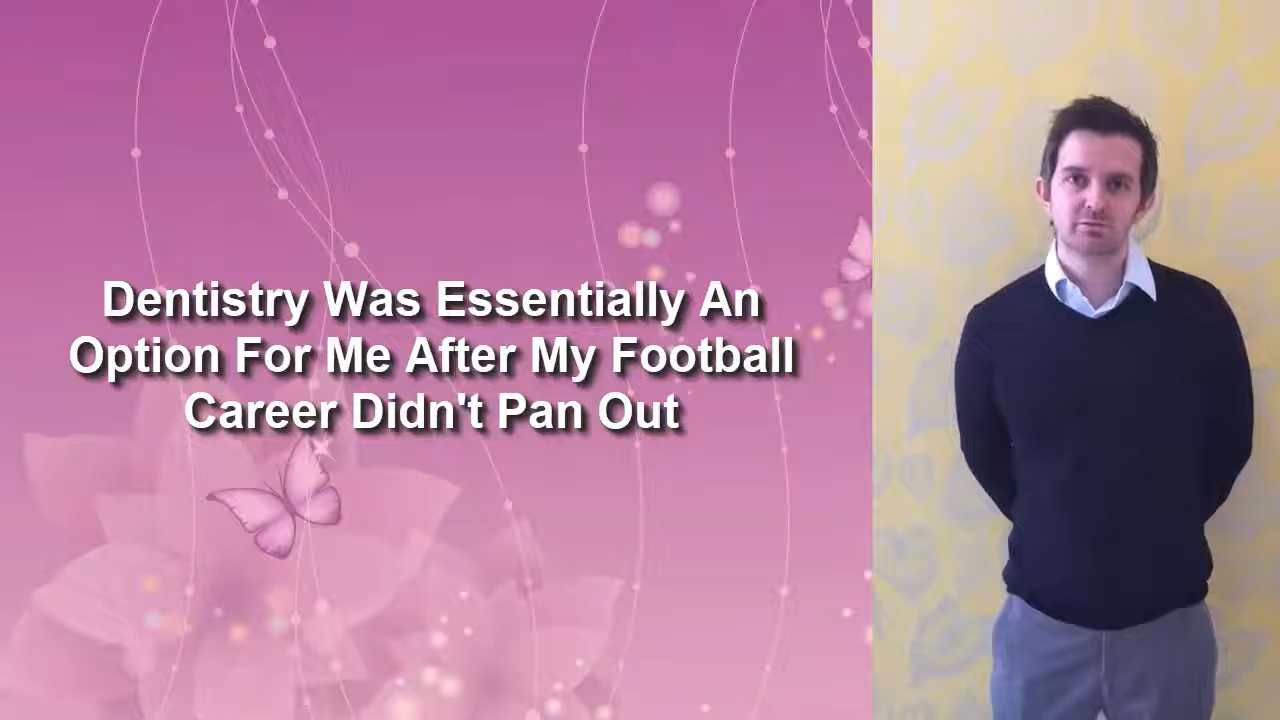 Dentistry Was Essentially An
Option For Me After My Football
Career Didn't Pan Out